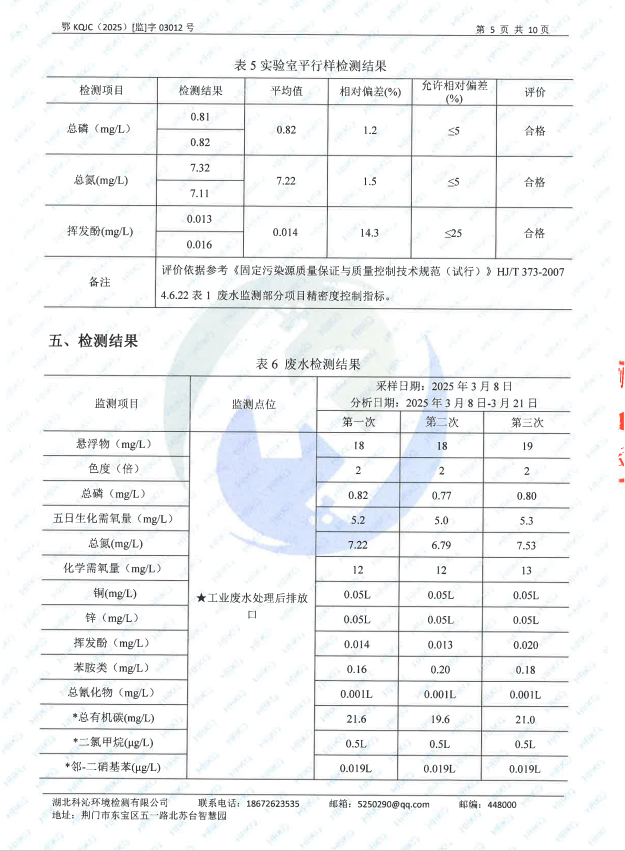 鄂 KQJC（2025）[监]字 03012 号
第 5 页 共 10 页
表 5 实验室平行样检测结果
检测项目 检测结果 平均值 相对偏差(%) 允许相对偏差(%) 评价
总磷（mg/L） 0.81 0.82 0.82 1.2 ≤5 合格
总氮(mg/L) 7.32 7.11 7.22 1.5 ≤5 合格
挥发酚(mg/L) 0.013 0.016 0.014 14.3 ≤25 合格
备注 评价依据参考《固定污染源质量保证与质量控制技术规范（试行）》HJ/T 373-2007
4.6.22 表 1 废水监测部分项目精密度控制指标。
五、检测结果
表 6 废水检测结果
监测项目 监测点位 采样日期：2025 年 3 月 8 日
分析日期：2025 年 3 月 8 日-3 月 21 日
第一次 第二次 第三次
悬浮物（mg/L） 18 18 19
色度（倍） 2 2 2
总磷（mg/L） 0.82 0.77 0.80
五日生化需氧量（mg/L） 5.2 5.0 5.3
总氮(mg/L) 7.22 6.79 7.53
化学需氧量（mg/L） 12 12 13
★工业废水处理后排放口
铜(mg/L) 0.05L 0.05L 0.05L
锌（mg/L） 0.05L 0.05L 0.05L
挥发酚（mg/L） 0.014 0.013 0.020
苯胺类（mg/L） 0.16 0.20 0.18
总氰化物（mg/L） 0.001L 0.001L 0.001L
*总有机碳(mg/L) 21.6 19.6 21.0
*二氯甲烷(μg/L) 0.5L 0.5L 0.5L
*邻-二硝基苯(μg/L) 0.019L 0.019L 0.019L
湖北科沁环境检测有限公司 联系电话：18672623535 邮箱：5250290@qq.com 邮编：448000
地址：荆门市东宝区五一路北苏台智慧园